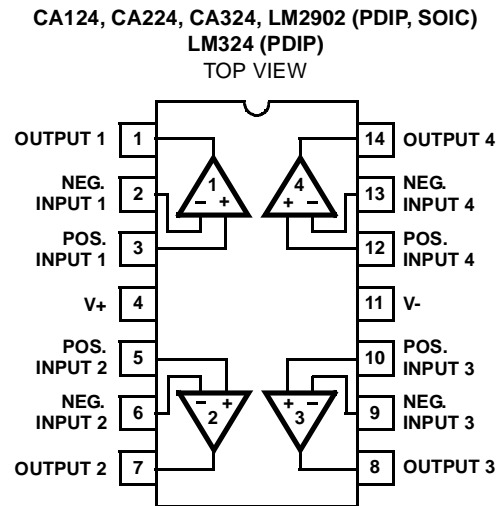 CA124, CA224, CA324, LM2902 (PDIP, SOIC)
LM324 (PDIP)
TOP VIEW
OUTPUT 1 1 14 OUTPUT 4
1 4
NEG. INPUT 1 2 13 NEG. INPUT 4
− + + −
POS. INPUT 1 3 12 POS. INPUT 4
V+ 4 11 V-
POS. INPUT 2 5 10 POS. INPUT 3
− + + −
NEG. INPUT 2 6 9 NEG. INPUT 3
2 3
OUTPUT 2 7 8 OUTPUT 3